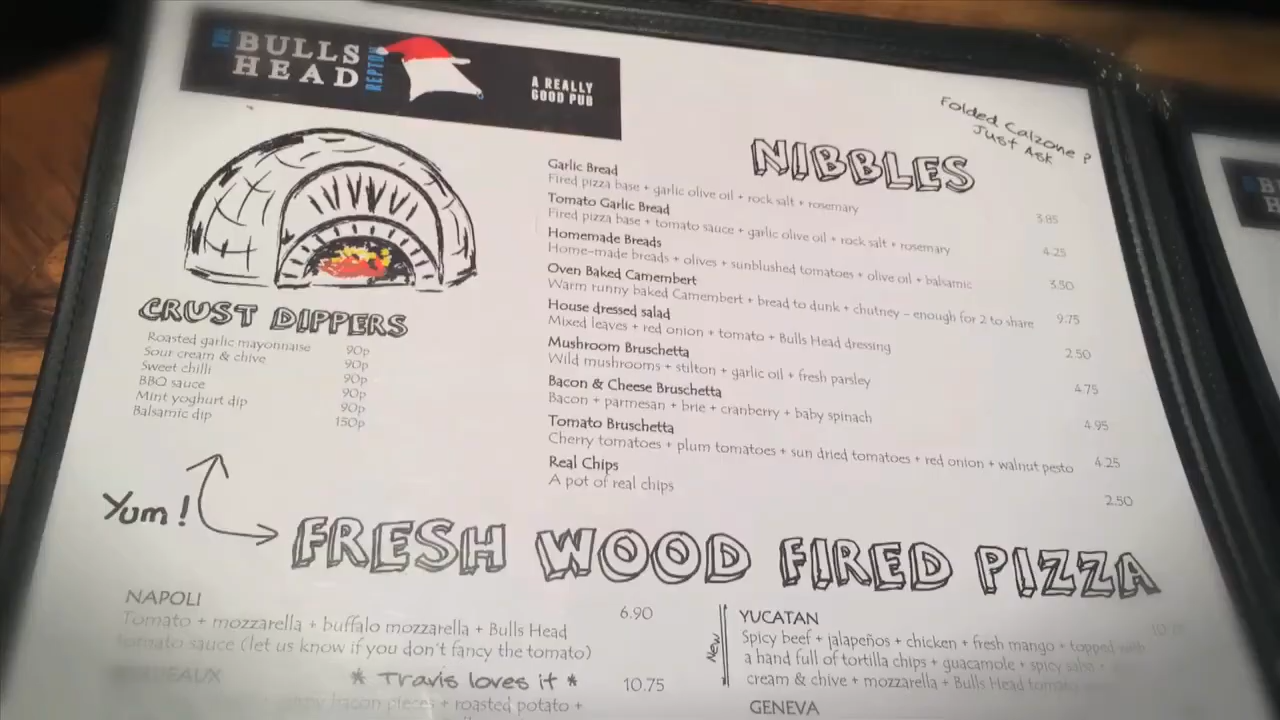 THE BULLS HEAD REPTON
A REALLY
GOOD PUB
Folded Calzone ?
Just Ask
NIBBLES
Garlic Bread
Fired pizza base + garlic olive oil + rock salt + rosemary 3.85
Tomato Garlic Bread
Fired pizza base + tomato sauce + garlic olive oil + rock salt + rosemary 4.25
Homemade Breads
Home-made breads + olives + sunblushed tomatoes + olive oil + balsamic 3.50
Oven Baked Camembert
Warm runny baked Camembert + bread to dunk + chutney - enough for 2 to share 9.75
House dressed salad
Mixed leaves + red onion + tomato + Bulls Head dressing 2.50
Mushroom Bruschetta
Wild mushrooms + stilton + garlic oil + fresh parsley 4.75
Bacon & Cheese Bruschetta
Bacon + parmesan + brie + cranberry + baby spinach 4.95
Tomato Bruschetta
Cherry tomatoes + plum tomatoes + sun dried tomatoes + red onion + walnut pesto 4.25
Real Chips
A pot of real chips 2.50
CRUST DIPPERS
Roasted garlic mayonnaise 90p
Sour cream & chive 90p
Sweet chilli 90p
BBQ sauce 90p
Mint yoghurt dip 90p
Balsamic dip 150p
Yum !
FRESH WOOD FIRED PIZZA
NAPOLI 6.90
Tomato + mozzarella + buffalo mozzarella + Bulls Head
tomato sauce (let us know if you don't fancy the tomato)
* Travis loves it * 10.75
bacon pieces + roasted potato +
New
YUCATAN
Spicy beef + jalapeños + chicken + fresh mango + topped with
a hand full of tortilla chips + guacamole + spicy salsa +
cream & chive + mozzarella + Bulls Head tomato
GENEVA